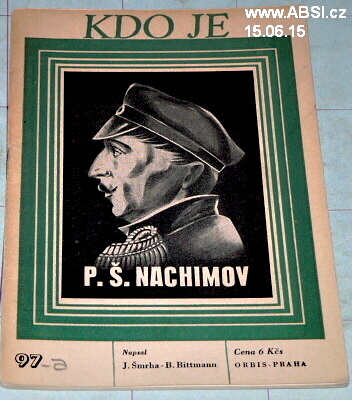 KDO JE
www.ABSI.cz
15.06.15
P. Š. NACHIMOV
97-a
Napsal
J. Šmrha - B. Bittmann
Cena 6 Kčs
ORBIS-PRAHA